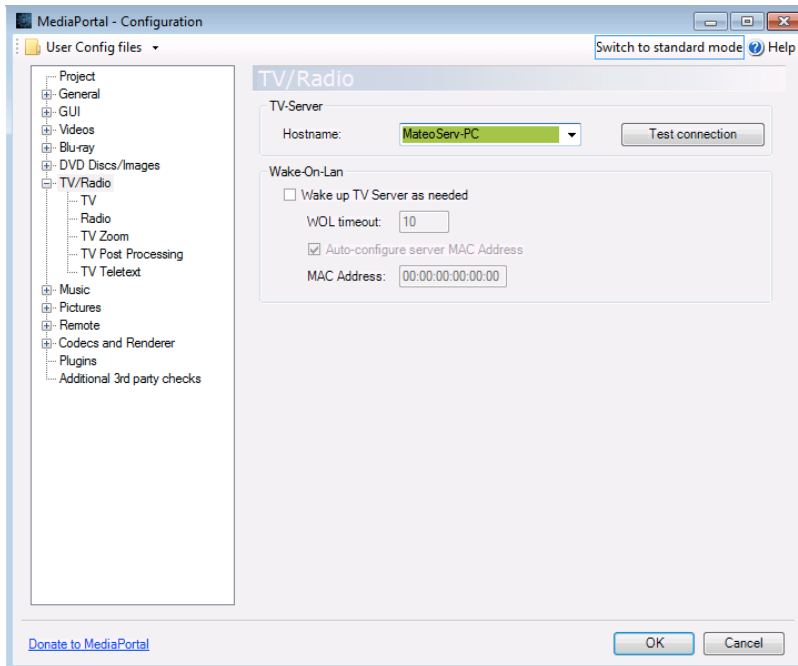 MediaPortal - Configuration
User Config files
Switch to standard mode
Help
Project
General
GUI
Videos
Blu-ray
DVD Discs/Images
TV/Radio
TV
Radio
TV Zoom
TV Post Processing
TV Teletext
Music
Pictures
Remote
Codecs and Renderer
Plugins
Additional 3rd party checks
TV/Radio
TV-Server
Hostname: MateoServ-PC Test connection
Wake-On-Lan
Wake up TV Server as needed
WOL timeout: 10
Auto-configure server MAC Address
MAC Address: 00:00:00:00:00:00
Donate to MediaPortal
OK Cancel